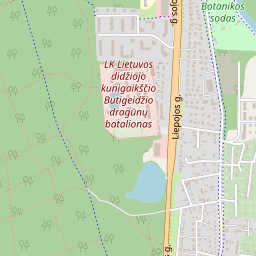 Botanikos
sodas
LK Lietuvos
didžiojo
kunigaikščio
Butigeidžio
dragūnų
batalionas
Liepojos g.